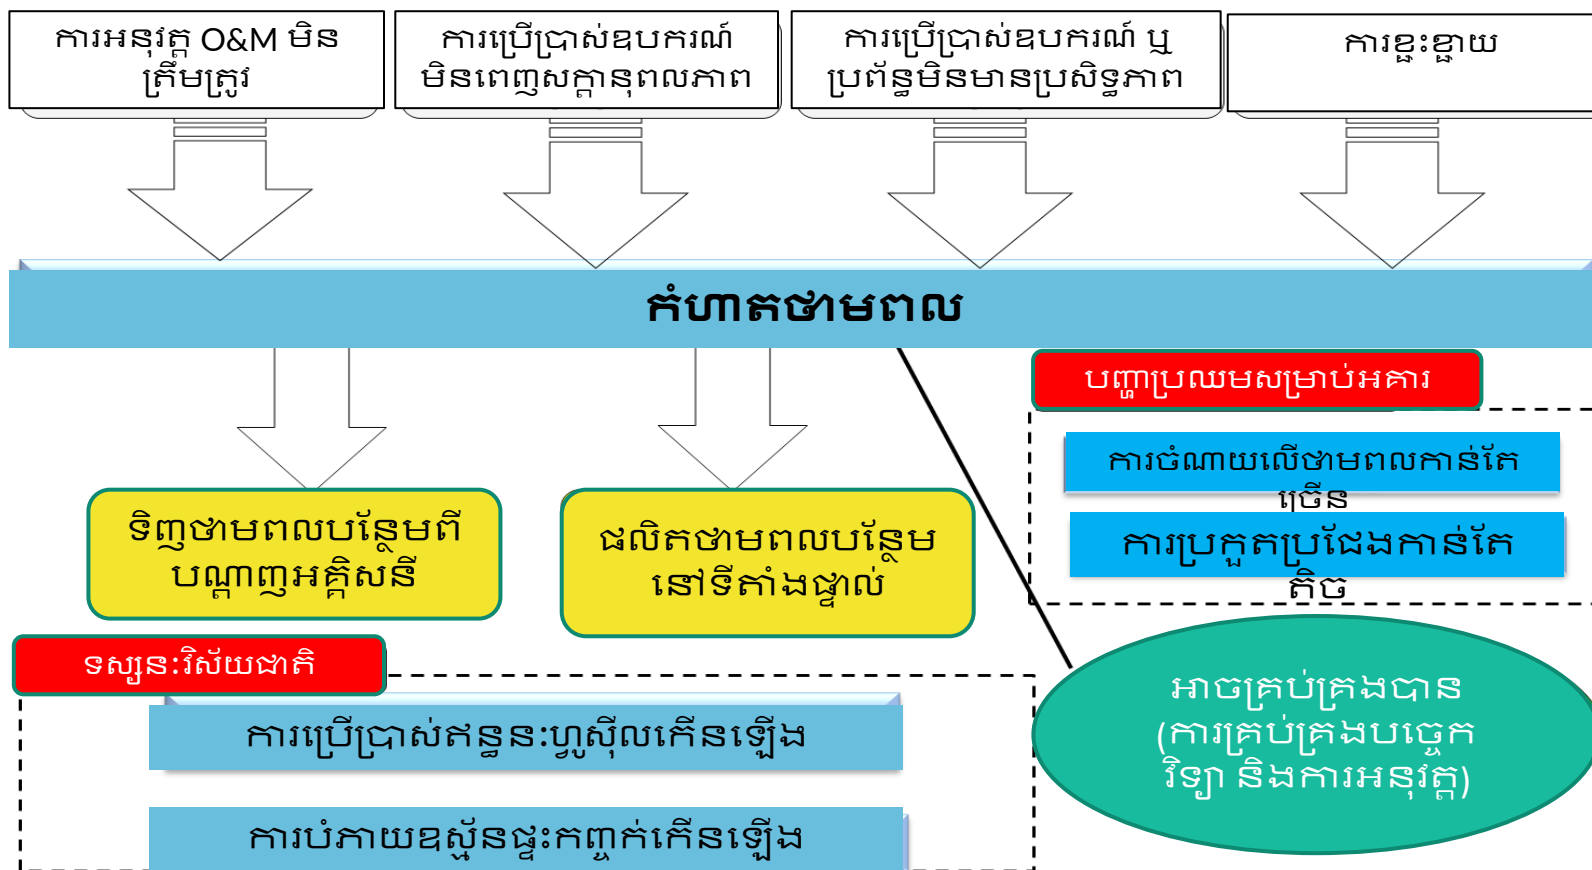 ការអនុវត្ត O&M មិន
ត្រឹមត្រូវ
ការប្រើប្រាស់ឧបករណ៍
មិនពេញសក្តានុពលភាព
ការប្រើប្រាស់ឧបករណ៍ ឬ
ប្រព័ន្ធមិនមានប្រសិទ្ធភាព
ការខ្ជះខ្ជាយ
កំហាតថាមពល
បញ្ហាប្រឈមសម្រាប់អគារ
ការចំណាយលើថាមពលកាន់តែ
ច្រើន
ការប្រកួតប្រជែងកាន់តែ
តិច
ទិញថាមពលបន្ថែមពី
បណ្តាញអគ្គិសនី
ផលិតថាមពលបន្ថែម
នៅទីតាំងផ្ទាល់
ទស្សនៈវិស័យជាតិ
ការប្រើប្រាស់ឥន្ធនៈហ្វូស៊ីលកើនឡើង
ការបំភាយឧស្ម័នផ្ទះកញ្ចក់កើនឡើង
អាចគ្រប់គ្រងបាន
(ការគ្រប់គ្រងបច្ចេក
វិទ្យា និងការអនុវត្ត)